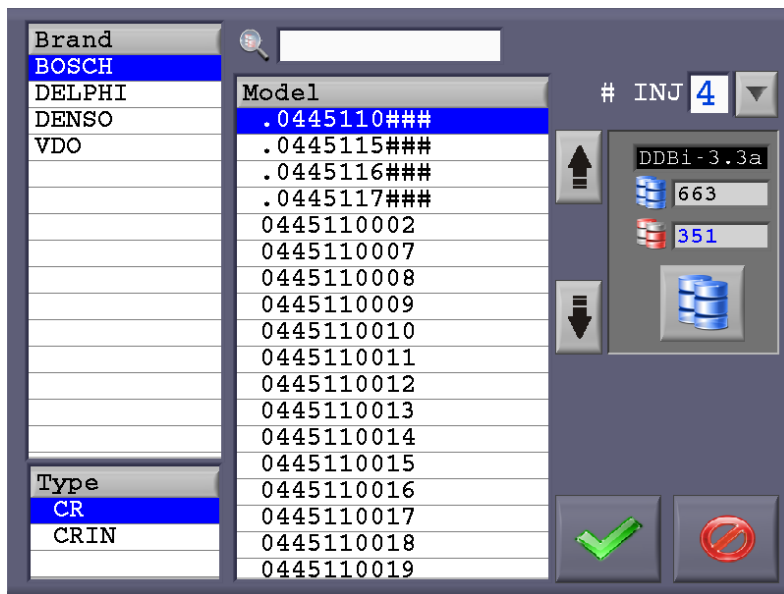 Brand
BOSCH
DELPHI
DENSO
VDO
Type
CR
CRIN
Model
.0445110###
.0445115###
.0445116###
.0445117###
0445110002
0445110007
0445110008
0445110009
0445110010
0445110011
0445110012
0445110013
0445110014
0445110015
0445110016
0445110017
0445110018
0445110019
# INJ 4
DDBi-3.3a
663
351